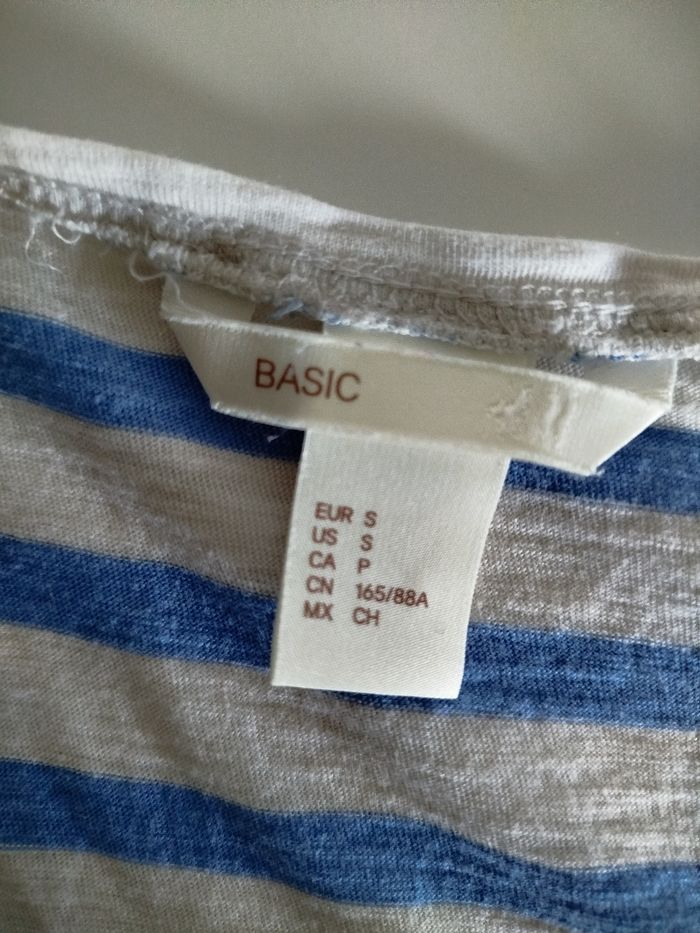 BASIC
EUR S
US S
CA P
CN 165/88A
MX CH